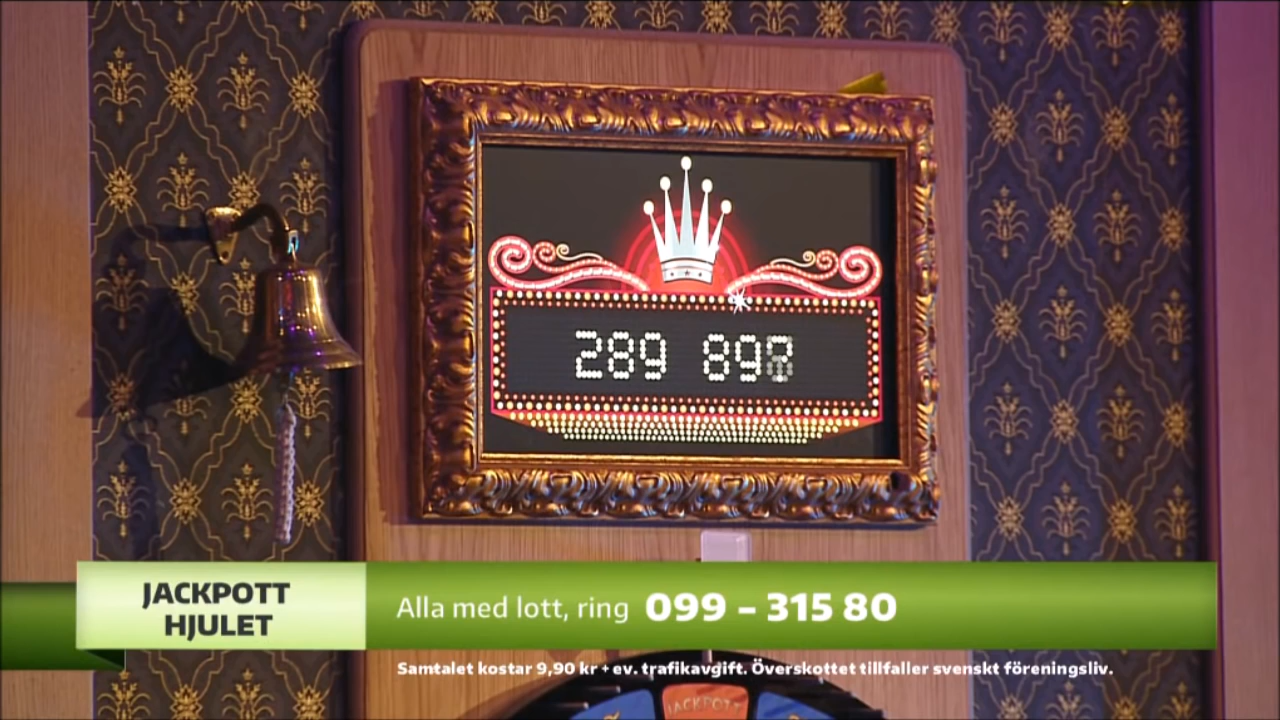 289 89
JACKPOTT
HJULET
Alla med lott, ring 099 – 315 80
Samtalet kostar 9,90 kr + ev. trafikavgift. Överskottet tillfaller svenskt föreningsliv.
JACKPOTT